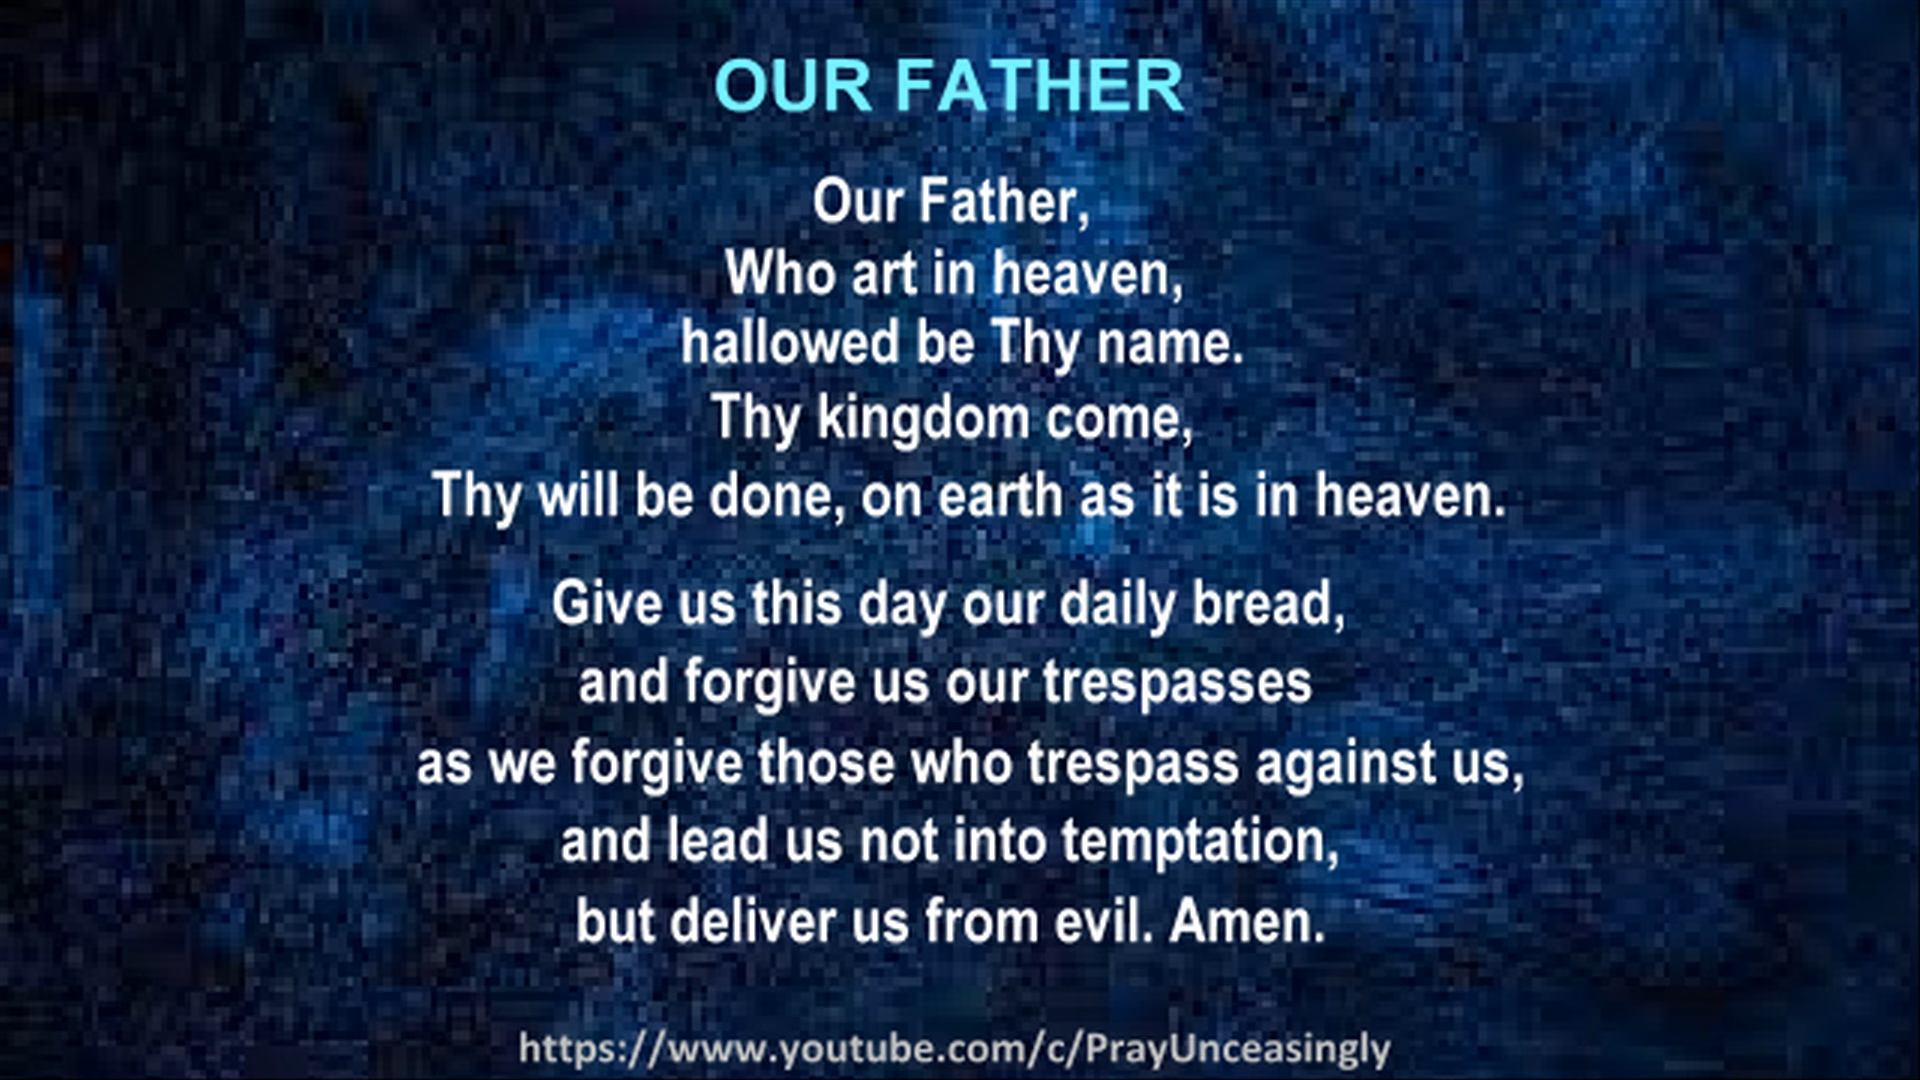 OUR FATHER
Our Father,
Who art in heaven,
hallowed be Thy name.
Thy kingdom come,
Thy will be done, on earth as it is in heaven.
Give us this day our daily bread,
and forgive us our trespasses
as we forgive those who trespass against us,
and lead us not into temptation,
but deliver us from evil. Amen.
https://www.youtube.com/c/PrayUnceasingly